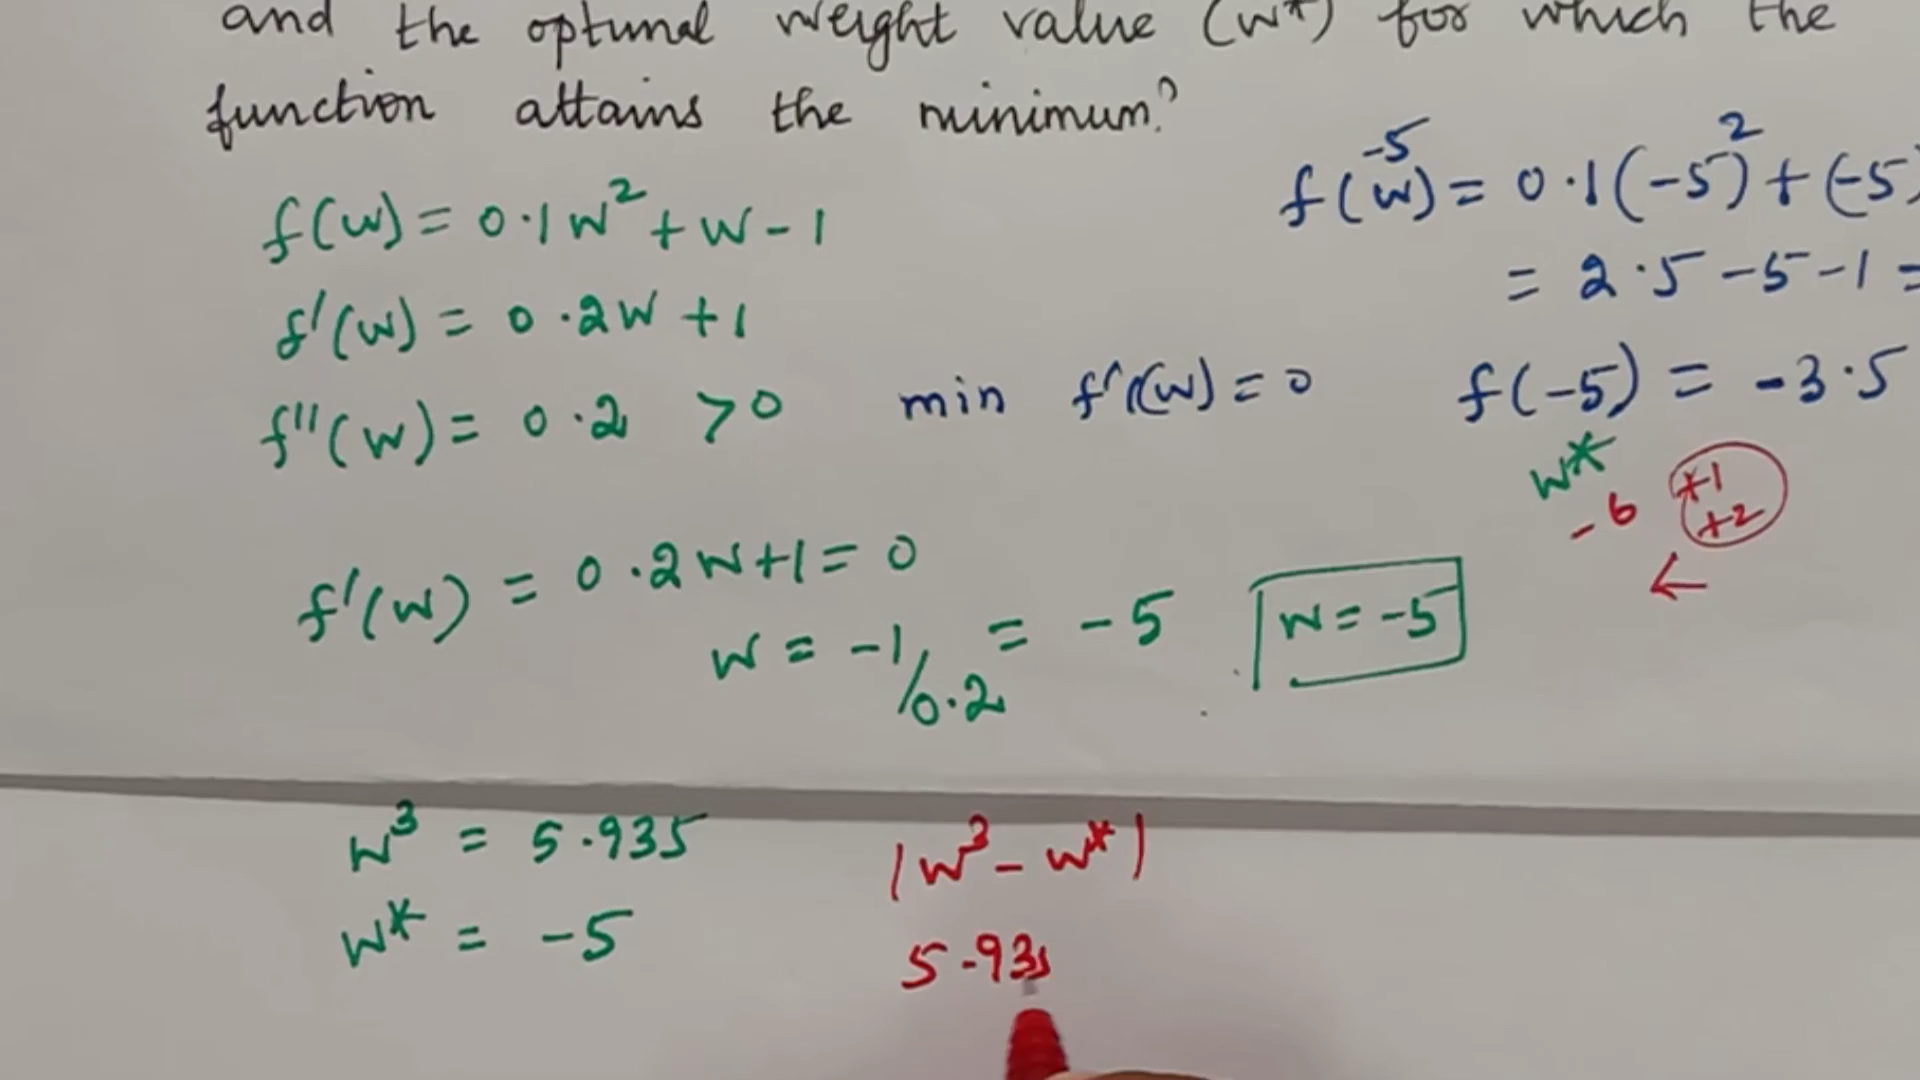 and the optimal weight value (w*) for which the
function attains the minimum?
f(w) = 0.1w² + w - 1
f'(w) = 0.2w + 1
f''(w) = 0.2 > 0 min f'(w) = 0
f'(w) = 0.2w + 1 = 0
w = -1/0.2 = -5
w = -5
-5
f(w) = 0.1(-5)² + (-5)
= 2.5 - 5 - 1 =
f(-5) = -3.5
w*
-6
+1
+2
←
w³ = 5.935
w* = -5
|w³ - w*|
5.93